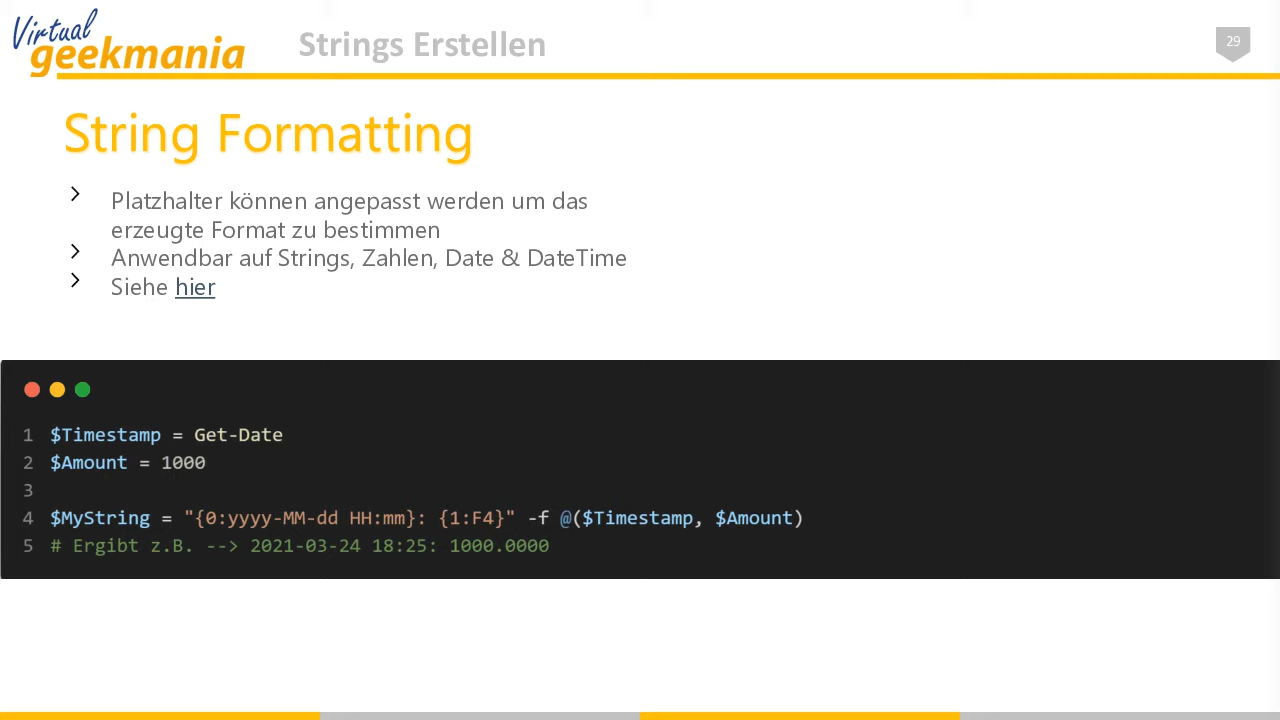 Virtual
geekmania
Strings Erstellen
29
String Formatting
Platzhalter können angepasst werden um das
erzeugte Format zu bestimmen
Anwendbar auf Strings, Zahlen, Date & DateTime
Siehe hier
1 $Timestamp = Get-Date
2 $Amount = 1000
3
4 $MyString = "{0:yyyy-MM-dd HH:mm}: {1:F4}" -f @($Timestamp, $Amount)
5 # Ergibt z.B. --> 2021-03-24 18:25: 1000.0000